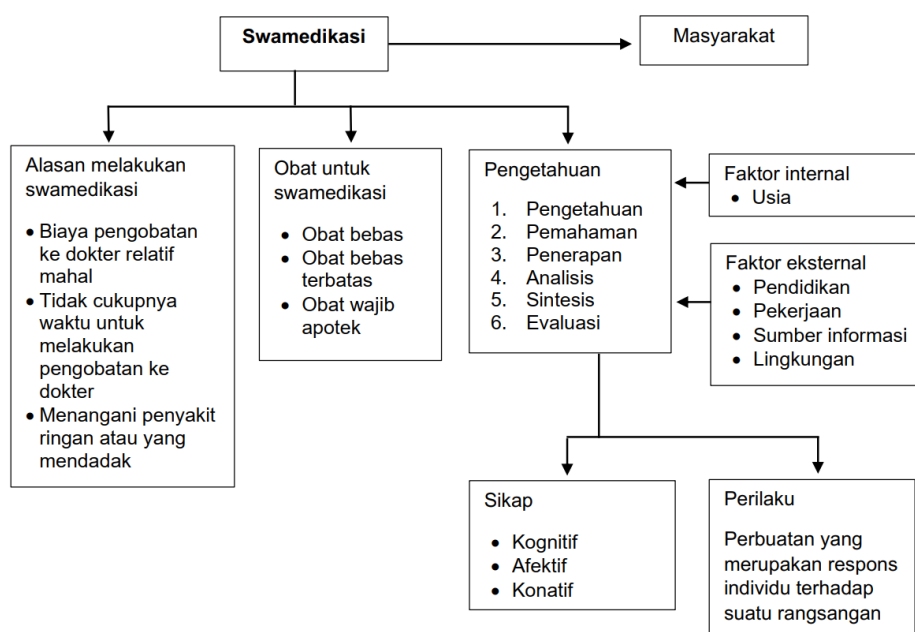 Swamedikasi
Masyarakat
Alasan melakukan
swamedikasi
• Biaya pengobatan
ke dokter relatif
mahal
• Tidak cukupnya
waktu untuk
melakukan
pengobatan ke
dokter
• Menangani penyakit
ringan atau yang
mendadak
Obat untuk
swamedikasi
• Obat bebas
• Obat bebas
terbatas
• Obat wajib
apotek
Pengetahuan
1. Pengetahuan
2. Pemahaman
3. Penerapan
4. Analisis
5. Sintesis
6. Evaluasi
Faktor internal
• Usia
Faktor eksternal
• Pendidikan
• Pekerjaan
• Sumber informasi
• Lingkungan
Sikap
• Kognitif
• Afektif
• Konatif
Perilaku
Perbuatan yang
merupakan respons
individu terhadap
suatu rangsangan